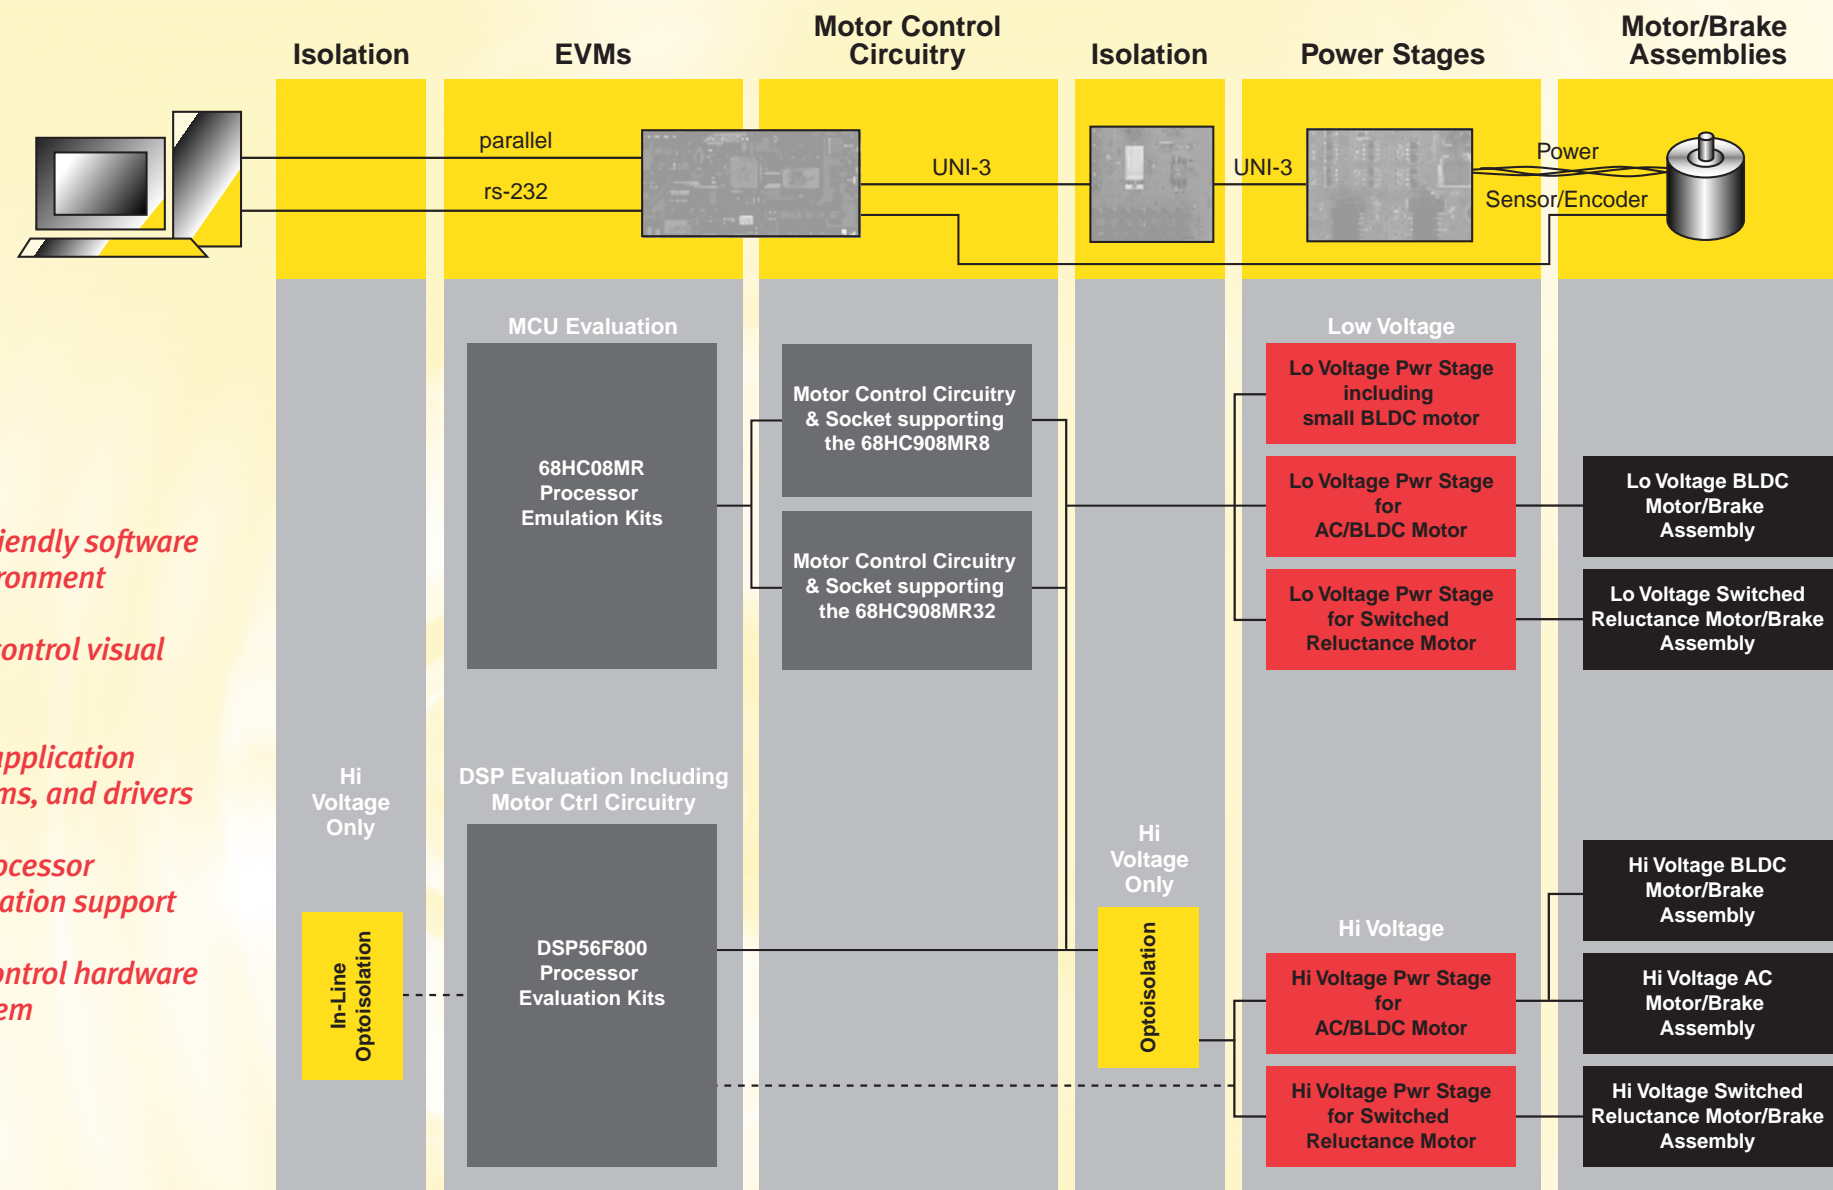 Isolation
EVMs
Motor Control
Circuitry
Isolation
Power Stages
Motor/Brake
Assemblies
parallel
rs-232
UNI-3
UNI-3
Power
Sensor/Encoder
MCU Evaluation
68HC08MR
Processor
Emulation Kits
Motor Control Circuitry
& Socket supporting
the 68HC908MR8
Motor Control Circuitry
& Socket supporting
the 68HC908MR32
Low Voltage
Lo Voltage Pwr Stage
including
small BLDC motor
Lo Voltage Pwr Stage
for
AC/BLDC Motor
Lo Voltage Pwr Stage
for Switched
Reluctance Motor
Lo Voltage BLDC
Motor/Brake
Assembly
Lo Voltage Switched
Reluctance Motor/Brake
Assembly
iendly software
ronment
control visual
application
ms, and drivers
ocessor
ation support
ontrol hardware
em
Hi
Voltage
Only
In-Line
Optoisolation
DSP Evaluation Including
Motor Ctrl Circuitry
DSP56F800
Processor
Evaluation Kits
Hi
Voltage
Only
Optoisolation
Hi Voltage
Hi Voltage Pwr Stage
for
AC/BLDC Motor
Hi Voltage Pwr Stage
for Switched
Reluctance Motor
Hi Voltage BLDC
Motor/Brake
Assembly
Hi Voltage AC
Motor/Brake
Assembly
Hi Voltage Switched
Reluctance Motor/Brake
Assembly